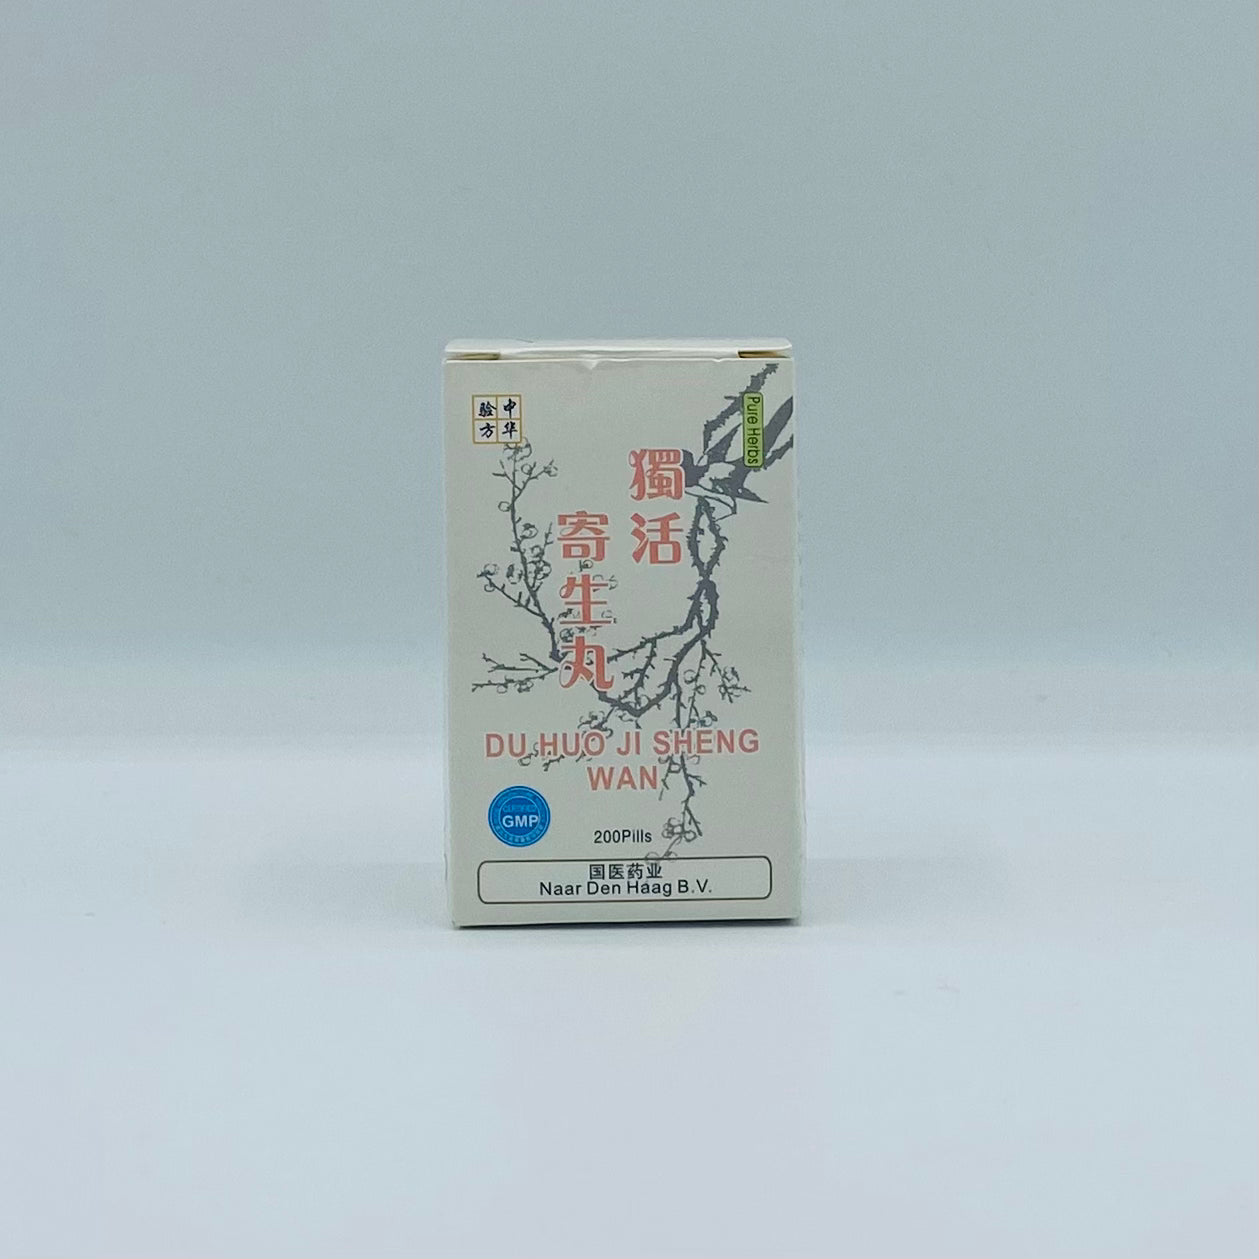 中华
验方
Pure Herbs
獨活
寄生丸
DU HUO JI SHENG
WAN
CERTIFIED
GMP
200Pills
国医药业
Naar Den Haag B.V.